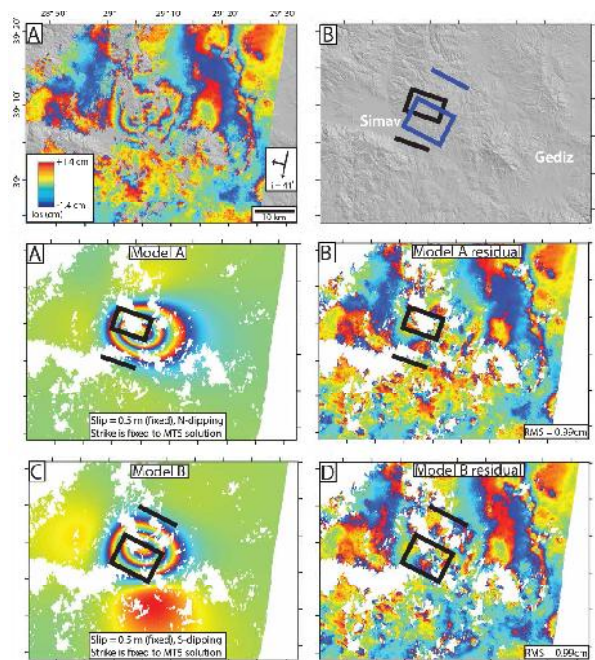 28° 50' 29° 29° 10' 29° 20' 29° 30'
39° 20'
39° 10'
39°
A
+1.4 cm
-1.4 cm
los (cm)
i = 41°
10 km
B
Simav
Gediz
A
Model A
Slip = 0.5 m (fixed), N-dipping
Strike is fixed to MTS solution
B
Model A residual
RMS = 0.99cm
C
Model B
Slip = 0.5 m (fixed), S-dipping
Strike is fixed to MTS solution
D
Model B residual
RMS = 0.99cm